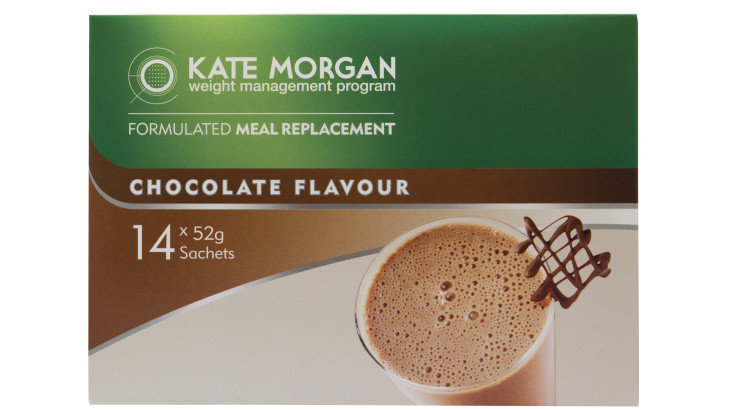 KATE MORGAN
weight management program
FORMULATED MEAL REPLACEMENT
CHOCOLATE FLAVOUR
14 x 52g
Sachets